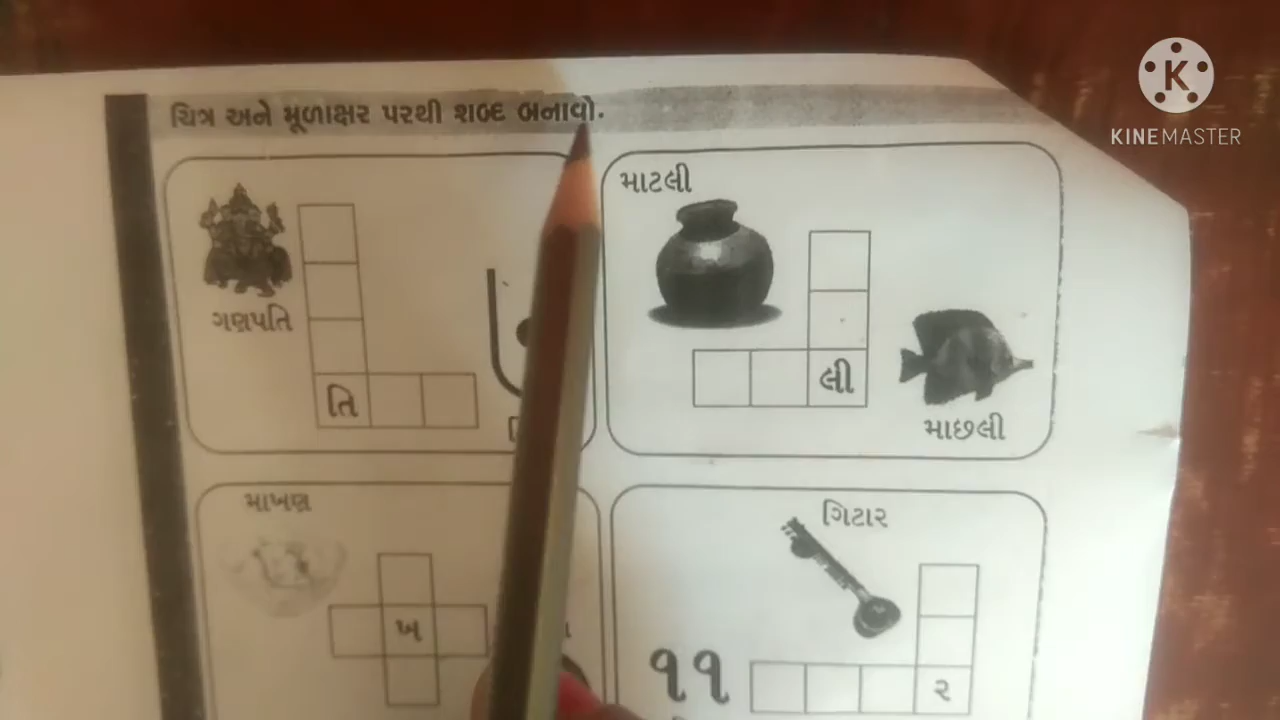 ચિત્ર અને મૂળાક્ષર પરથી શબ્દ બનાવો.
KINEMASTER
માટલી
ગણપતિ
તિ
લી
માછલી
માખણ
ખ
ગિટાર
૧૧
ર